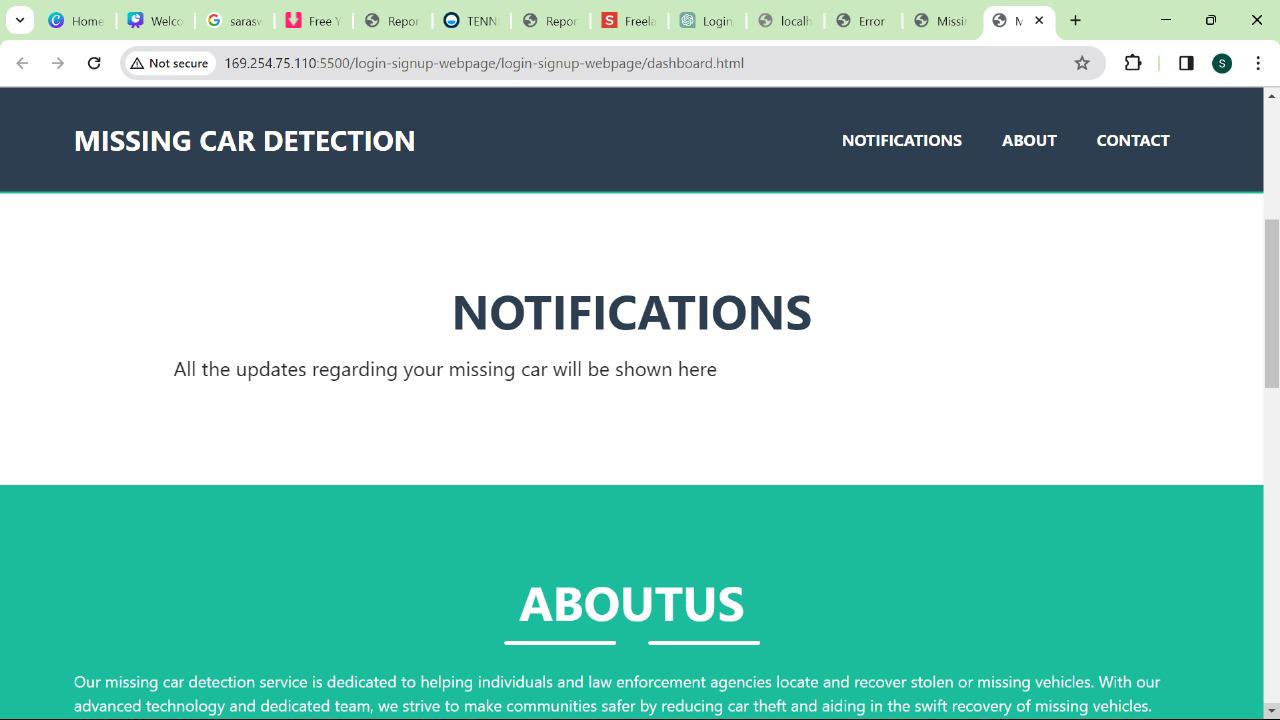 Home
Welco
sarasw
Free
Repor
TENN
Repor
Freela
Login
localh
Error
Missin
M
Not secure
169.254.75.110:5500/login-signup-webpage/login-signup-webpage/dashboard.html
S
MISSING CAR DETECTION
NOTIFICATIONS ABOUT CONTACT
NOTIFICATIONS
All the updates regarding your missing car will be shown here
ABOUTUS
Our missing car detection service is dedicated to helping individuals and law enforcement agencies locate and recover stolen or missing vehicles. With our
advanced technology and dedicated team, we strive to make communities safer by reducing car theft and aiding in the swift recovery of missing vehicles.